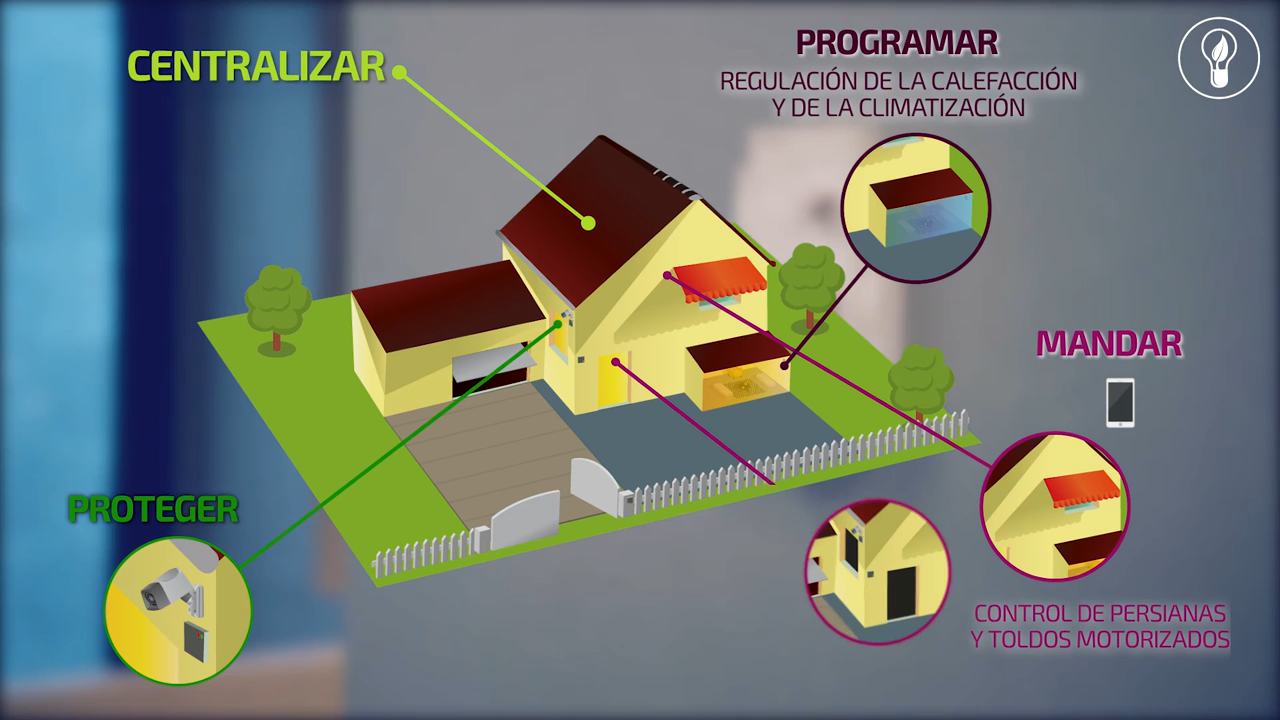 CENTRALIZAR
PROGRAMAR
REGULACIÓN DE LA CALEFACCIÓN
Y DE LA CLIMATIZACIÓN
MANDAR
PROTEGER
CONTROL DE PERSIANAS
Y TOLDOS MOTORIZADOS